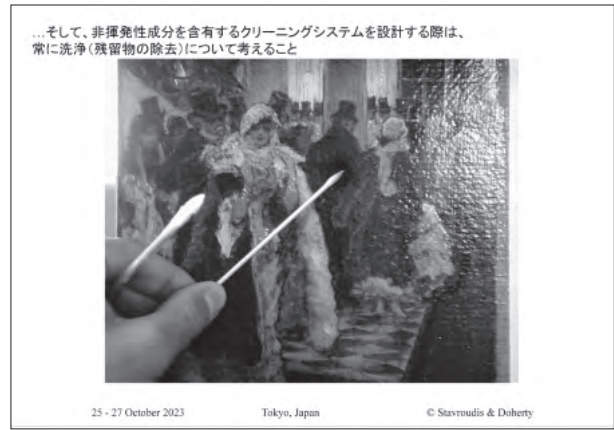 …そして、非揮発性成分を含有するクリーニングシステムを設計する際は、
常に洗浄（残留物の除去）について考えること
25 - 27 October 2023 Tokyo, Japan © Stavroudis & Doherty